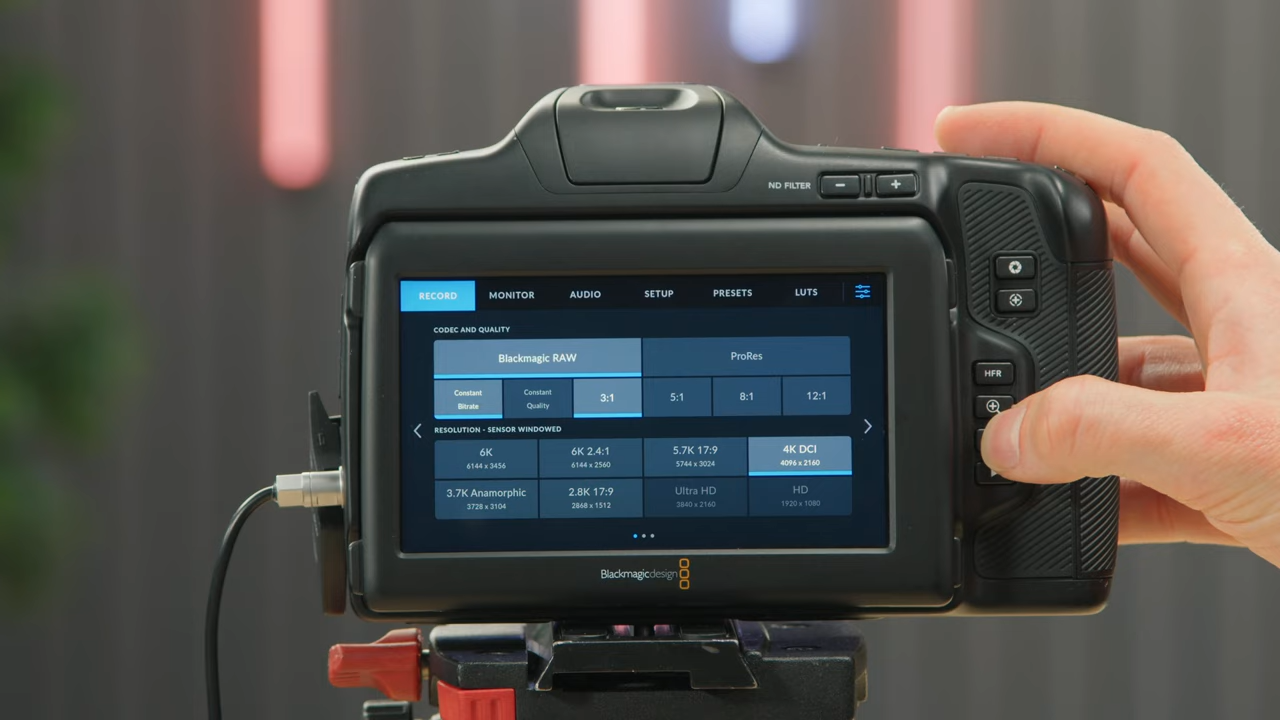 ND FILTER
RECORD MONITOR AUDIO SETUP PRESETS LUTS
CODEC AND QUALITY
Blackmagic RAW ProRes
Constant Bitrate Constant Quality 3:1 5:1 8:1 12:1
RESOLUTION - SENSOR WINDOWED
6K 6K 2.4:1 5.7K 17:9 4K DCI
6144 x 3456 6144 x 2560 5744 x 3024 4096 x 2160
3.7K Anamorphic 2.8K 17:9 Ultra HD HD
3728 x 3104 2868 x 1512 3840 x 2160 1920 x 1080
HFR
Blackmagicdesign